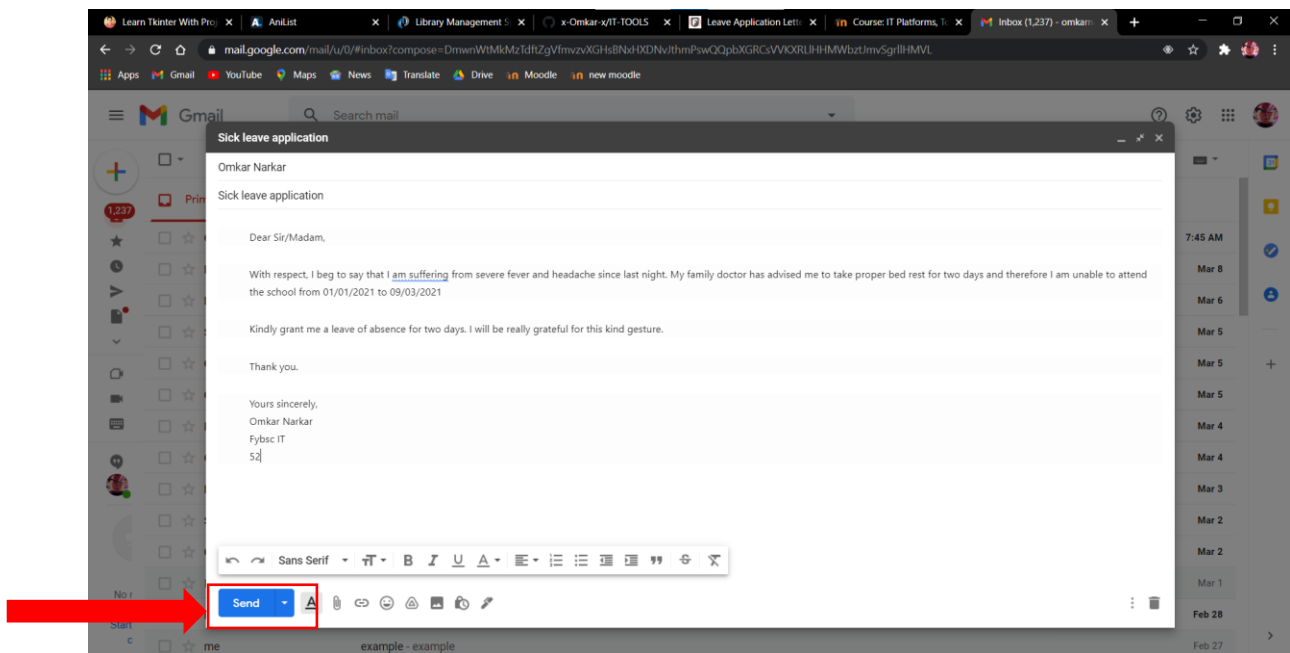 Learn Tkinter With Proj
AniList
Library Management S
x-Omkar-x/IT-TOOLS
Leave Application Lette
Course: IT Platforms, To
Inbox (1,237) - omkarn
mail.google.com/mail/u/0/#inbox?compose=
Apps
Gmail
YouTube
Maps
News
Translate
Drive
Moodle
new moodle
Gmail
Search mail
Sick leave application
Omkar Narkar
Sick leave application
1,237
Prim
Dear Sir/Madam,
With respect, I beg to say that I am suffering from severe fever and headache since last night. My family doctor has advised me to take proper bed rest for two days and therefore I am unable to attend
the school from 01/01/2021 to 09/03/2021
Kindly grant me a leave of absence for two days. I will be really grateful for this kind gesture.
Thank you.
Yours sincerely,
Omkar Narkar
Fybsc IT
52
7:45 AM
Mar 8
Mar 6
Mar 5
Mar 5
Mar 5
Mar 4
Mar 4
Mar 3
Mar 2
Mar 2
Mar 1
Feb 28
Feb 27
Sans Serif
Send
No r
Start
c
me
example - example